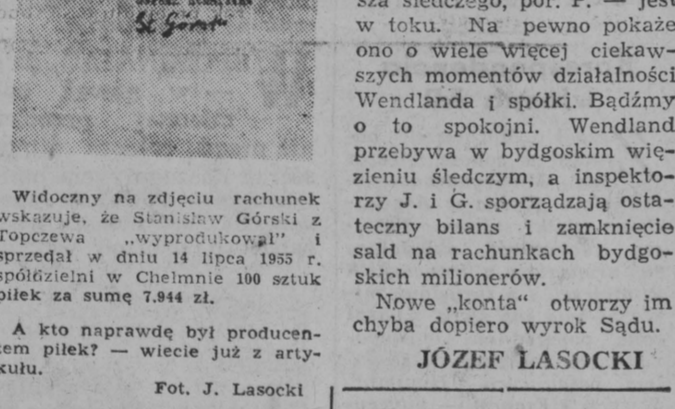 St. Górski
Widoczny na zdjęciu rachunek
wskazuje, że Stanisław Górski z
Topczewa „wyprodukował" i
sprzedał w dniu 14 lipca 1955 r.
spółdzielni w Chełmnie 100 sztuk
piłek za sumę 7.944 zł.
A kto naprawdę był producen-
tem piłek? — wiecie już z arty-
kułu.
Fot. J. Lasocki
sza śledczego, por. P. — jest
w toku. Na pewno pokaże
ono o wiele więcej ciekaw-
szych momentów działalności
Wendlanda i spółki. Bądźmy
o to spokojni. Wendland
przebywa w bydgoskim wię-
zieniu śledczym, a inspekto-
rzy J. i G. sporządzają osta-
teczny bilans i zamknięcie
sald na rachunkach bydgo-
skich milionerów.
Nowe „konta" otworzy im
chyba dopiero wyrok Sądu.
JÓZEF LASOCKI